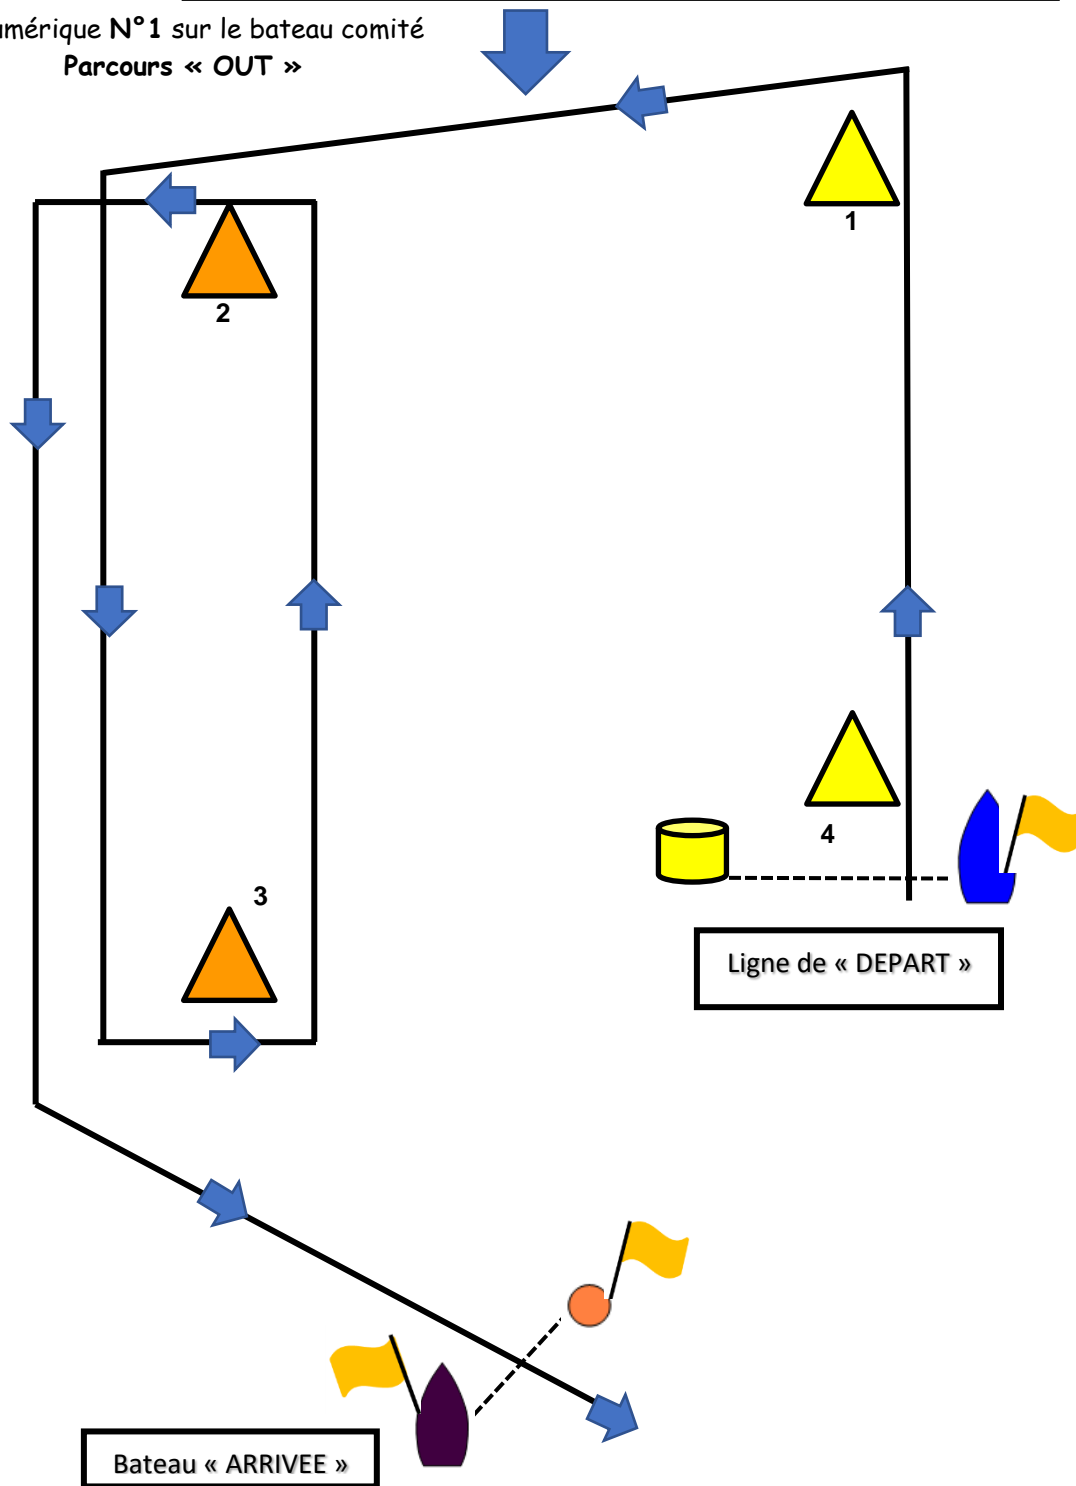 umérique N°1 sur le bateau comité
Parcours « OUT »
1
2
4
3
Ligne de « DEPART »
Bateau « ARRIVEE »